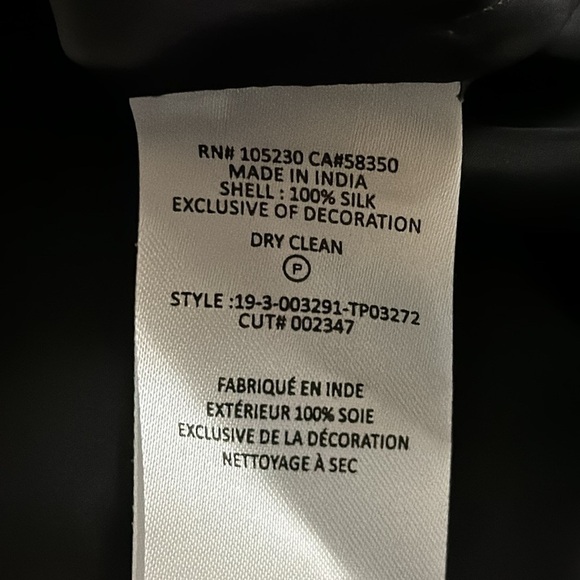 RN# 105230 CA#58350
MADE IN INDIA
SHELL : 100% SILK
EXCLUSIVE OF DECORATION
DRY CLEAN
P
STYLE :19-3-003291-TP03272
CUT# 002347
FABRIQUÉ EN INDE
EXTÉRIEUR 100% SOIE
EXCLUSIVE DE LA DÉCORATION
NETTOYAGE À SEC